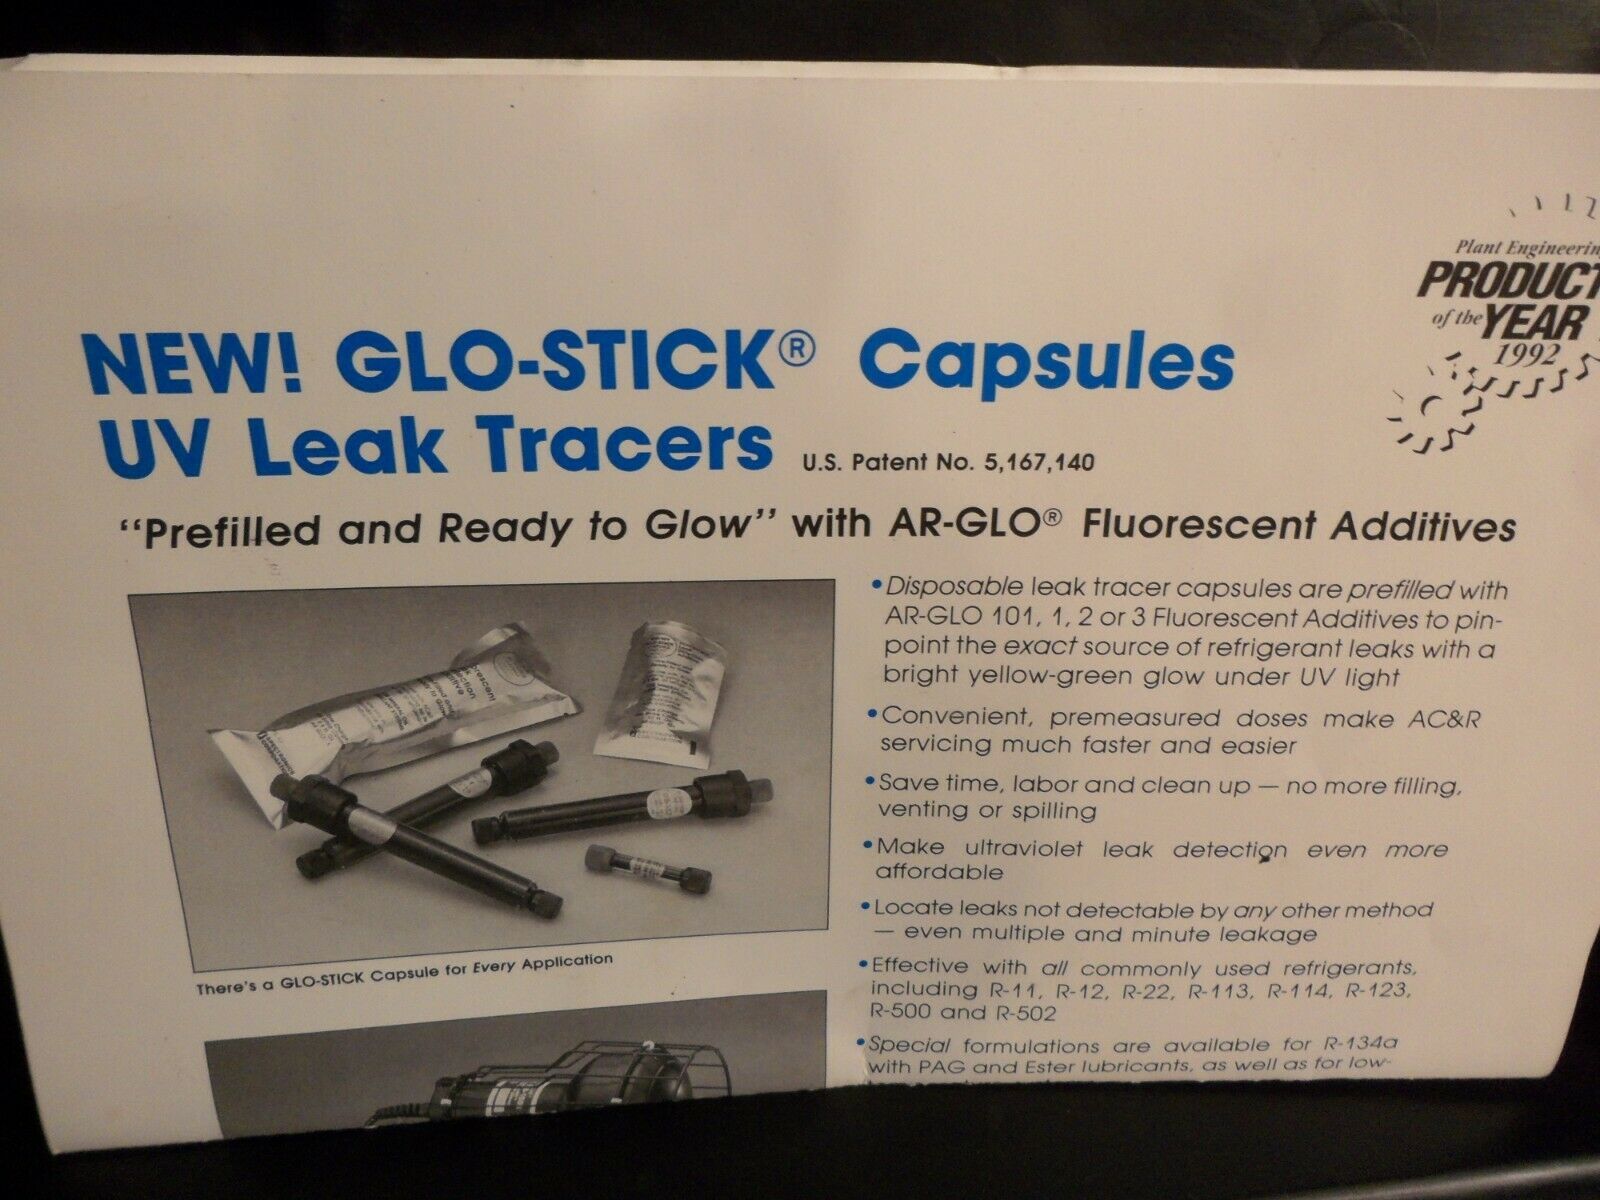 Plant Engineerin
PRODUCT
of the YEAR
1992
NEW! GLO-STICK® Capsules
UV Leak Tracers U.S. Patent No. 5,167,140
“Prefilled and Ready to Glow” with AR-GLO® Fluorescent Additives
•Disposable leak tracer capsules are prefilled with
AR-GLO 101, 1, 2 or 3 Fluorescent Additives to pin-
point the exact source of refrigerant leaks with a
bright yellow-green glow under UV light
•Convenient, premeasured doses make AC&R
servicing much faster and easier
•Save time, labor and clean up — no more filling,
venting or spilling
•Make ultraviolet leak detection even more
affordable
•Locate leaks not detectable by any other method
— even multiple and minute leakage
•Effective with all commonly used refrigerants,
including R-11, R-12, R-22, R-113, R-114, R-123,
R-500 and R-502
•Special formulations are available for R-134a
with PAG and Ester lubricants, as well as for low-
There's a GLO-STICK Capsule for Every Application